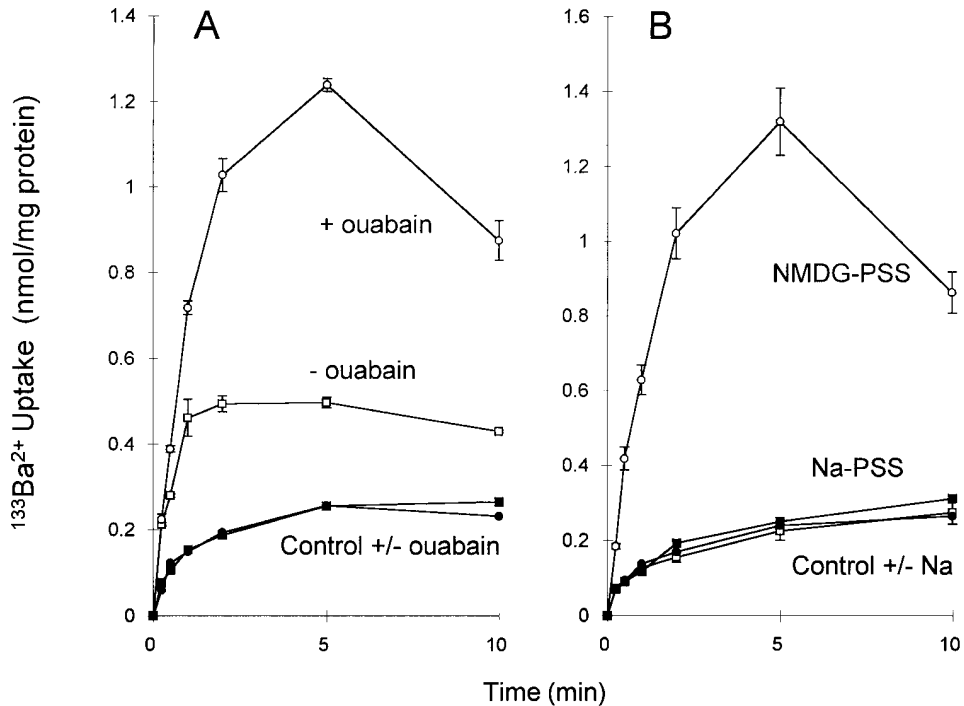 A
B
¹³³Ba²⁺ Uptake (nmol/mg protein)
1.4
1.2
1
0.8
0.6
0.4
0.2
0
+ ouabain
- ouabain
Control +/- ouabain
0
5
10
1.6
1.4
1.2
1
0.8
0.6
0.4
0.2
0
NMDG-PSS
Na-PSS
Control +/- Na
0
5
10
Time (min)